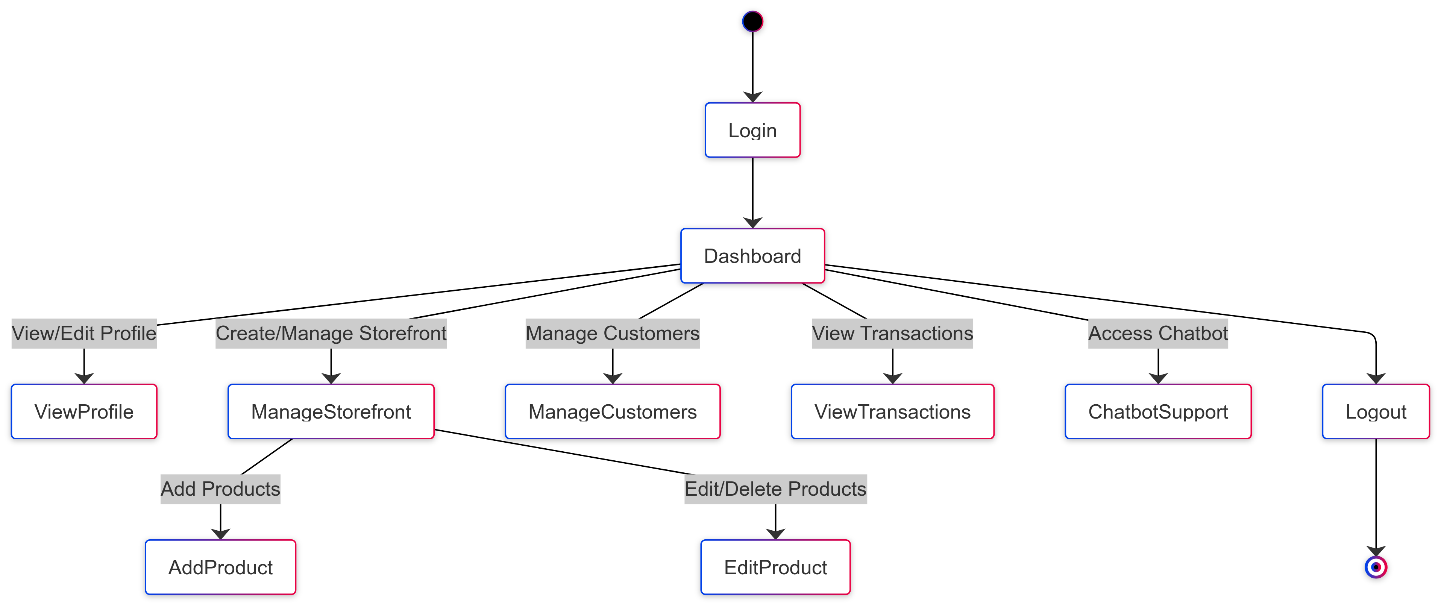 Login
Dashboard
View/Edit Profile
Create/Manage Storefront
Manage Customers
View Transactions
Access Chatbot
ViewProfile
ManageStorefront
ManageCustomers
ViewTransactions
ChatbotSupport
Logout
Add Products
Edit/Delete Products
AddProduct
EditProduct